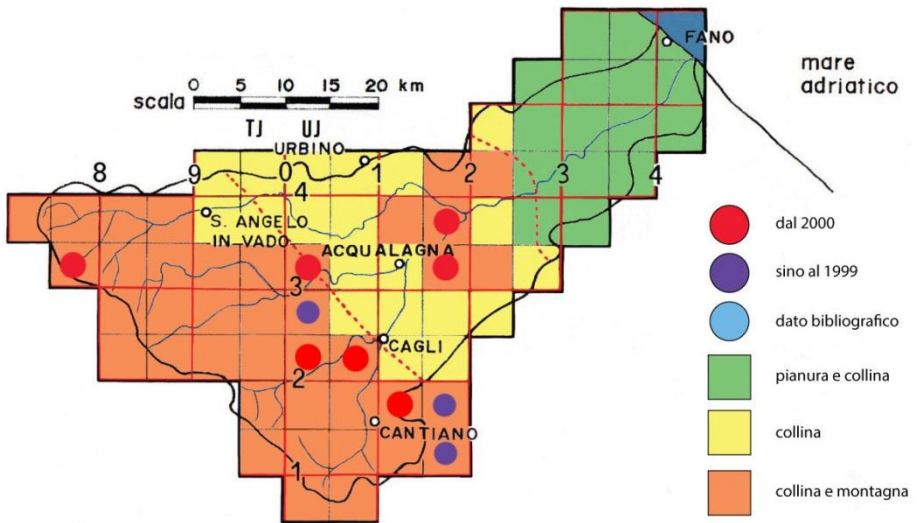 FANO
mare
adriatico
0 5 10 15 20 km
scala
TJ UJ
URBINO
8 9 0 1 2 3 4
4
S. ANGELO
IN VADO
ACQUALAGNA
3
CAGLI
2
CANTIANO
1
dal 2000
sino al 1999
dato bibliografico
pianura e collina
collina
collina e montagna